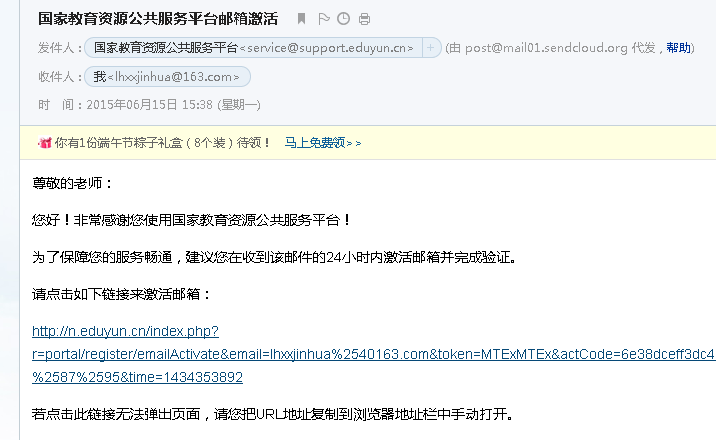 国家教育资源公共服务平台邮箱激活
发件人：国家教育资源公共服务平台<service@support.eduyun.cn> + (由 post@mail01.sendcloud.org 代发，帮助)
收件人：我<lhxxjinhua@163.com>
时 间：2015年06月15日 15:38 (星期一)
你有1份端午节粽子礼盒（8个装）待领！ 马上免费领>>
尊敬的老师：
您好！非常感谢您使用国家教育资源公共服务平台！
为了保障您的服务畅通，建议您在收到该邮件的24小时内激活邮箱并完成验证。
请点击如下链接来激活邮箱：
http://n.eduyun.cn/index.php?
r=portal/register/emailActivate&email=lhxxjinhua%2540163.com&token=MTExMTEx&actCode=6e38dceff3dc4
%2587%2595&time=1434353892
若点击此链接无法弹出页面，请您把URL地址复制到浏览器地址栏中手动打开。